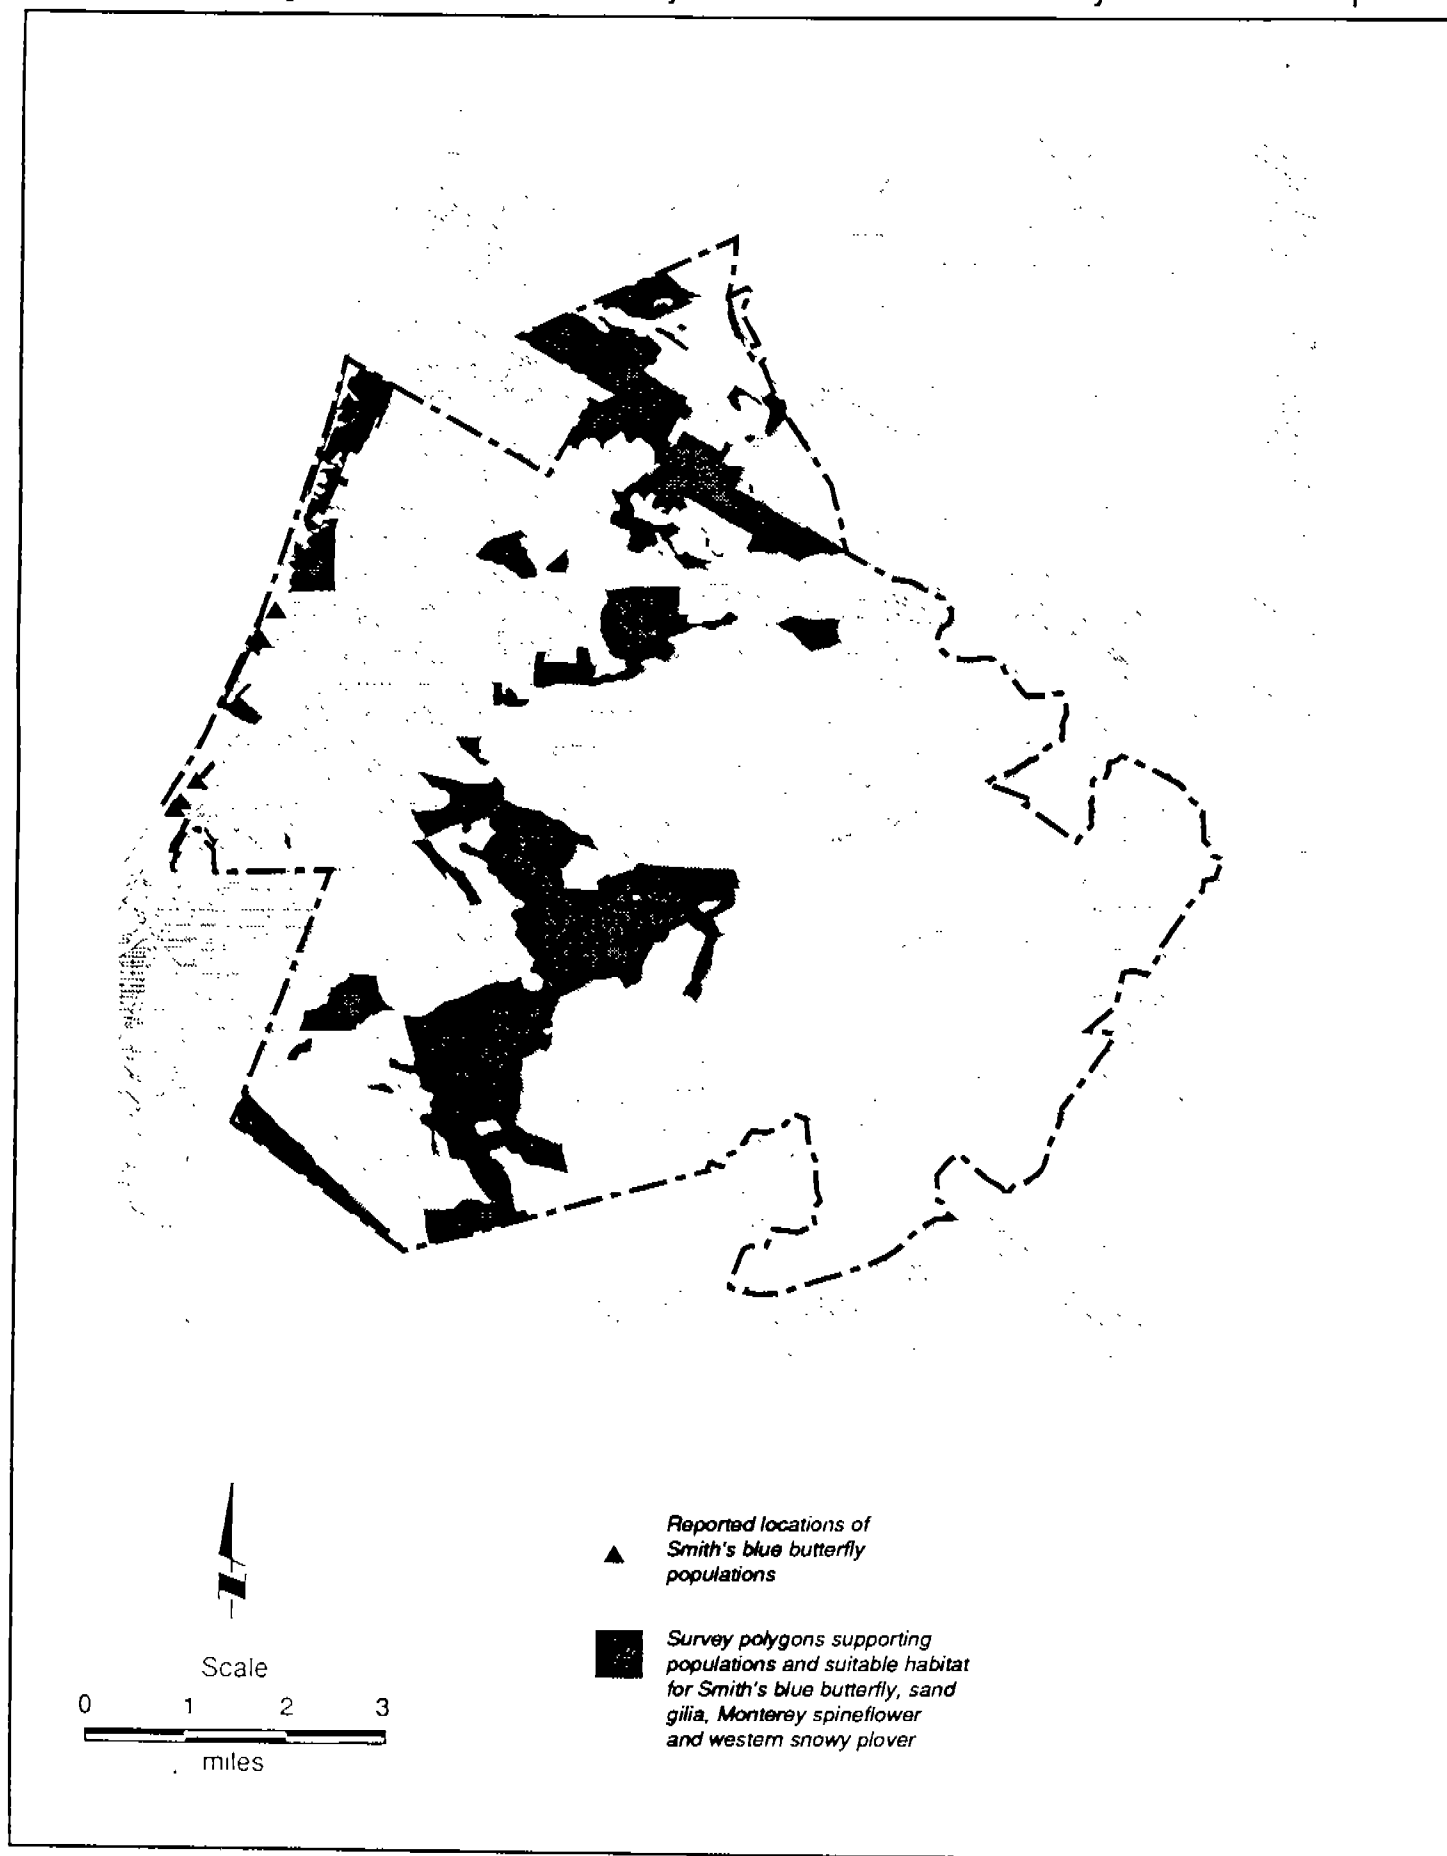 Reported locations of
Smith's blue butterfly
populations
Survey polygons supporting
populations and suitable habitat
for Smith's blue butterfly, sand
gilia, Monterey spineflower
and western snowy plover
Scale
0 1 2 3
miles